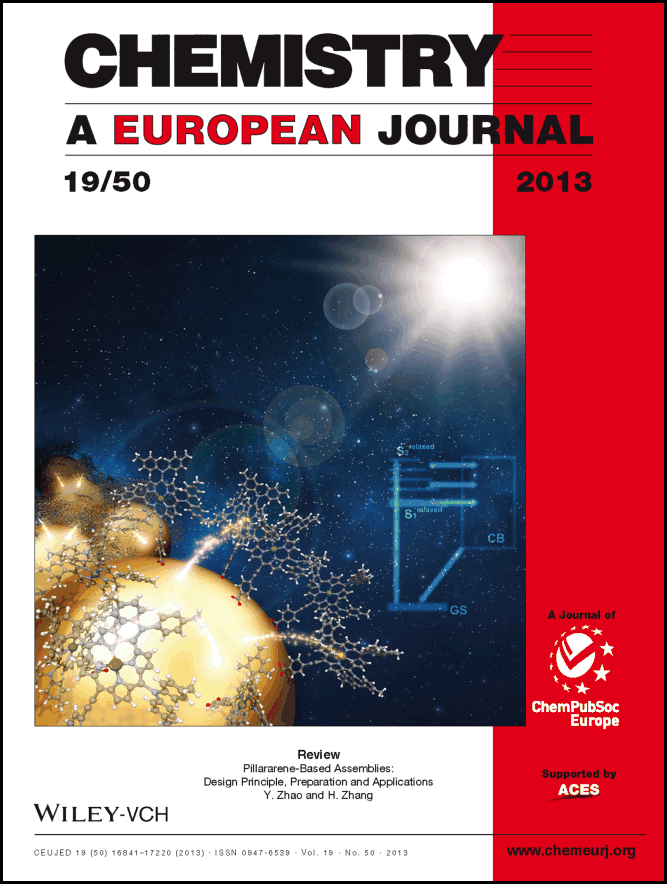 CHEMISTRY
A EUROPEAN JOURNAL
19/50
2013
S2 relaxed
S1 relaxed
CB
GS
A Journal of
ChemPubSoc
Europe
Review
Pillararene-Based Assemblies:
Design Principle, Preparation and Applications
Y. Zhao and H. Zhang
Supported by
ACES
WILEY-VCH
CEUJED 19 (50) 16841–17220 (2013) · ISSN 0947-6539 · Vol. 19 · No. 50 · 2013
www.chemeurj.org